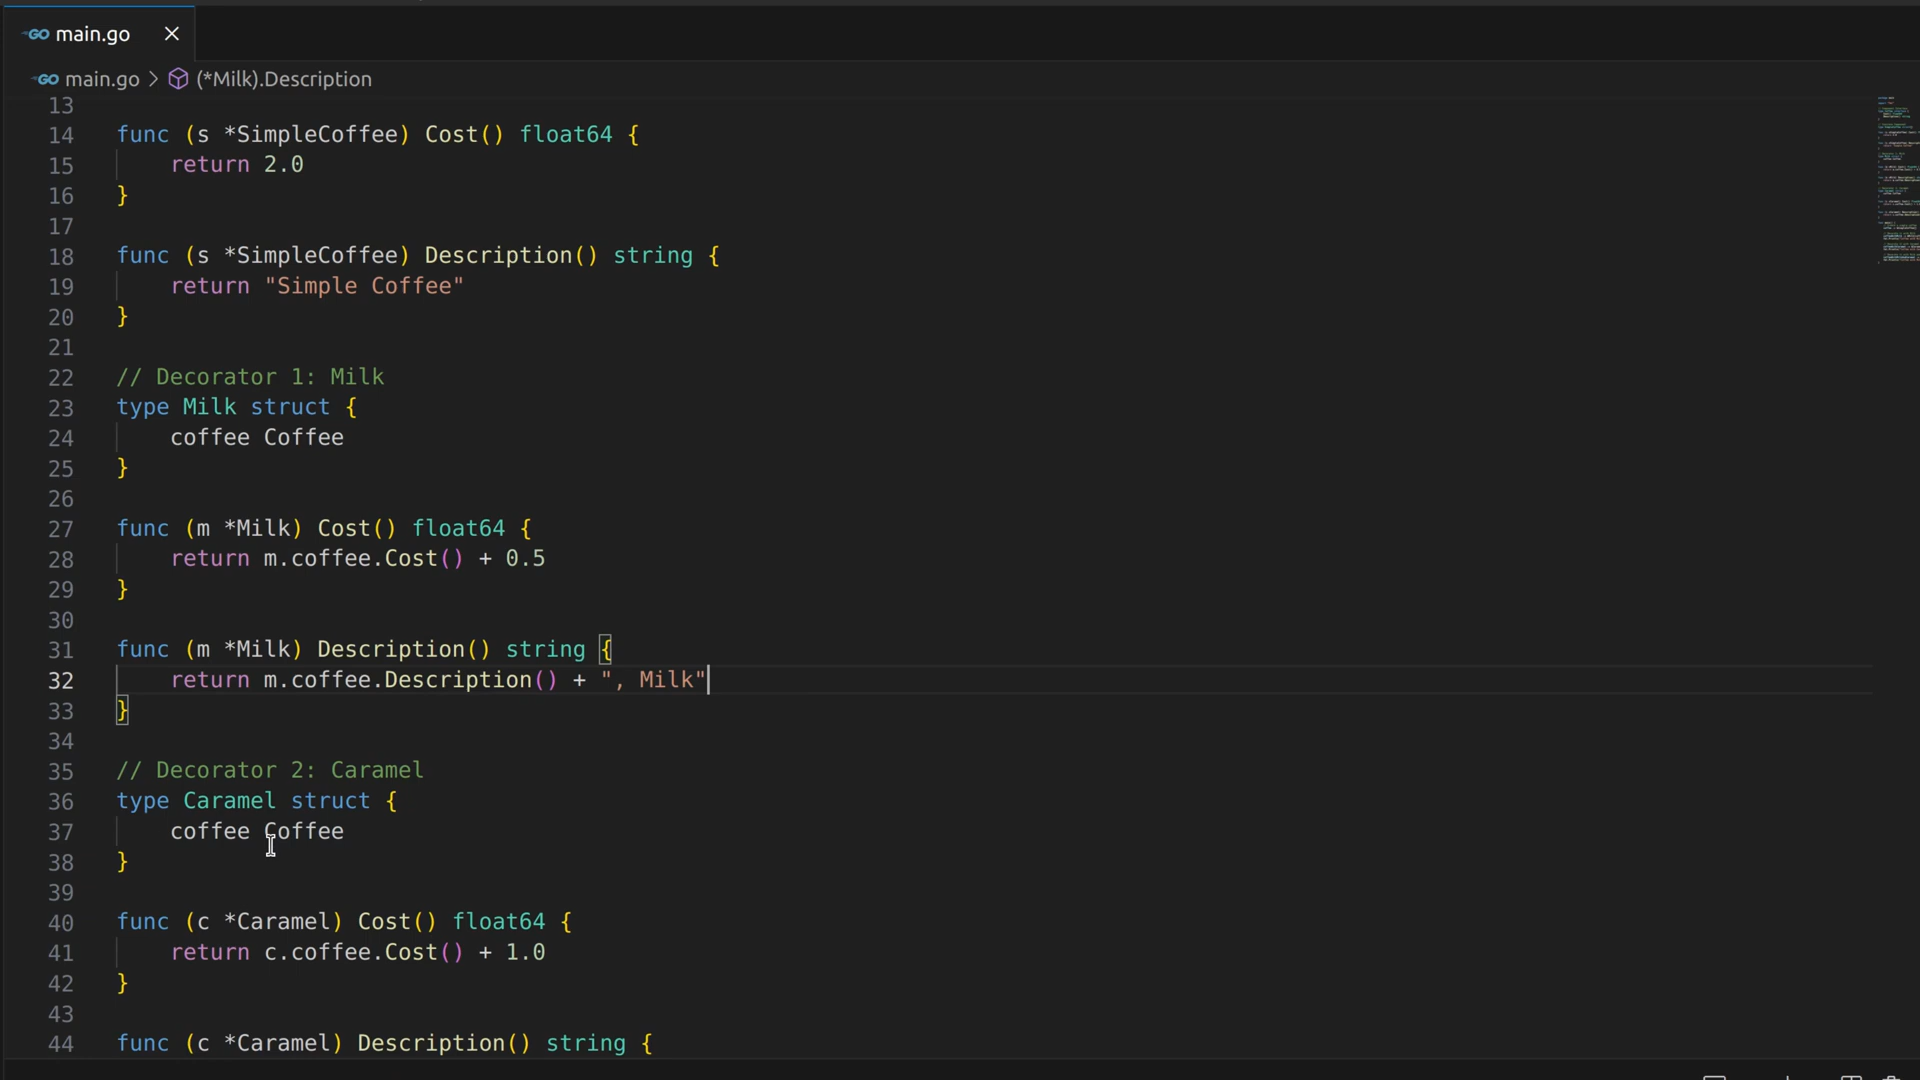 GO main.go
GO main.go > (*Milk).Description
13
14 func (s *SimpleCoffee) Cost() float64 {
15 return 2.0
16 }
17
18 func (s *SimpleCoffee) Description() string {
19 return "Simple Coffee"
20 }
21
22 // Decorator 1: Milk
23 type Milk struct {
24 coffee Coffee
25 }
26
27 func (m *Milk) Cost() float64 {
28 return m.coffee.Cost() + 0.5
29 }
30
31 func (m *Milk) Description() string {
32 return m.coffee.Description() + ", Milk"
33 }
34
35 // Decorator 2: Caramel
36 type Caramel struct {
37 coffee Coffee
38 }
39
40 func (c *Caramel) Cost() float64 {
41 return c.coffee.Cost() + 1.0
42 }
43
44 func (c *Caramel) Description() string {